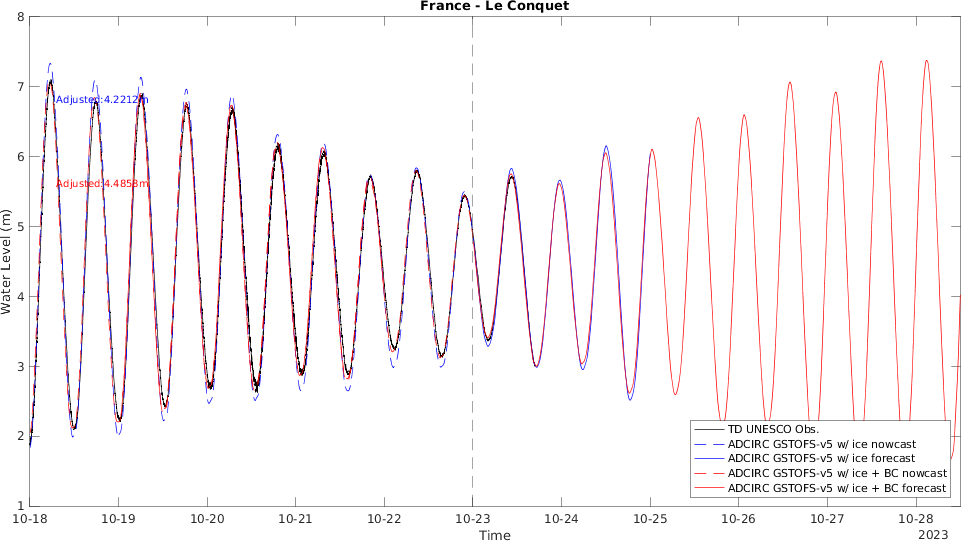 France - Le Conquet
8
7
6
5
4
3
2
1
Water Level (m)
Adjusted:4.2212m
Adjusted:4.4853m
TD UNESCO Obs.
ADCIRC GSTOFS-v5 w/ ice nowcast
ADCIRC GSTOFS-v5 w/ ice forecast
ADCIRC GSTOFS-v5 w/ ice + BC nowcast
ADCIRC GSTOFS-v5 w/ ice + BC forecast
10-18 10-19 10-20 10-21 10-22 10-23 10-24 10-25 10-26 10-27 10-28
Time
2023